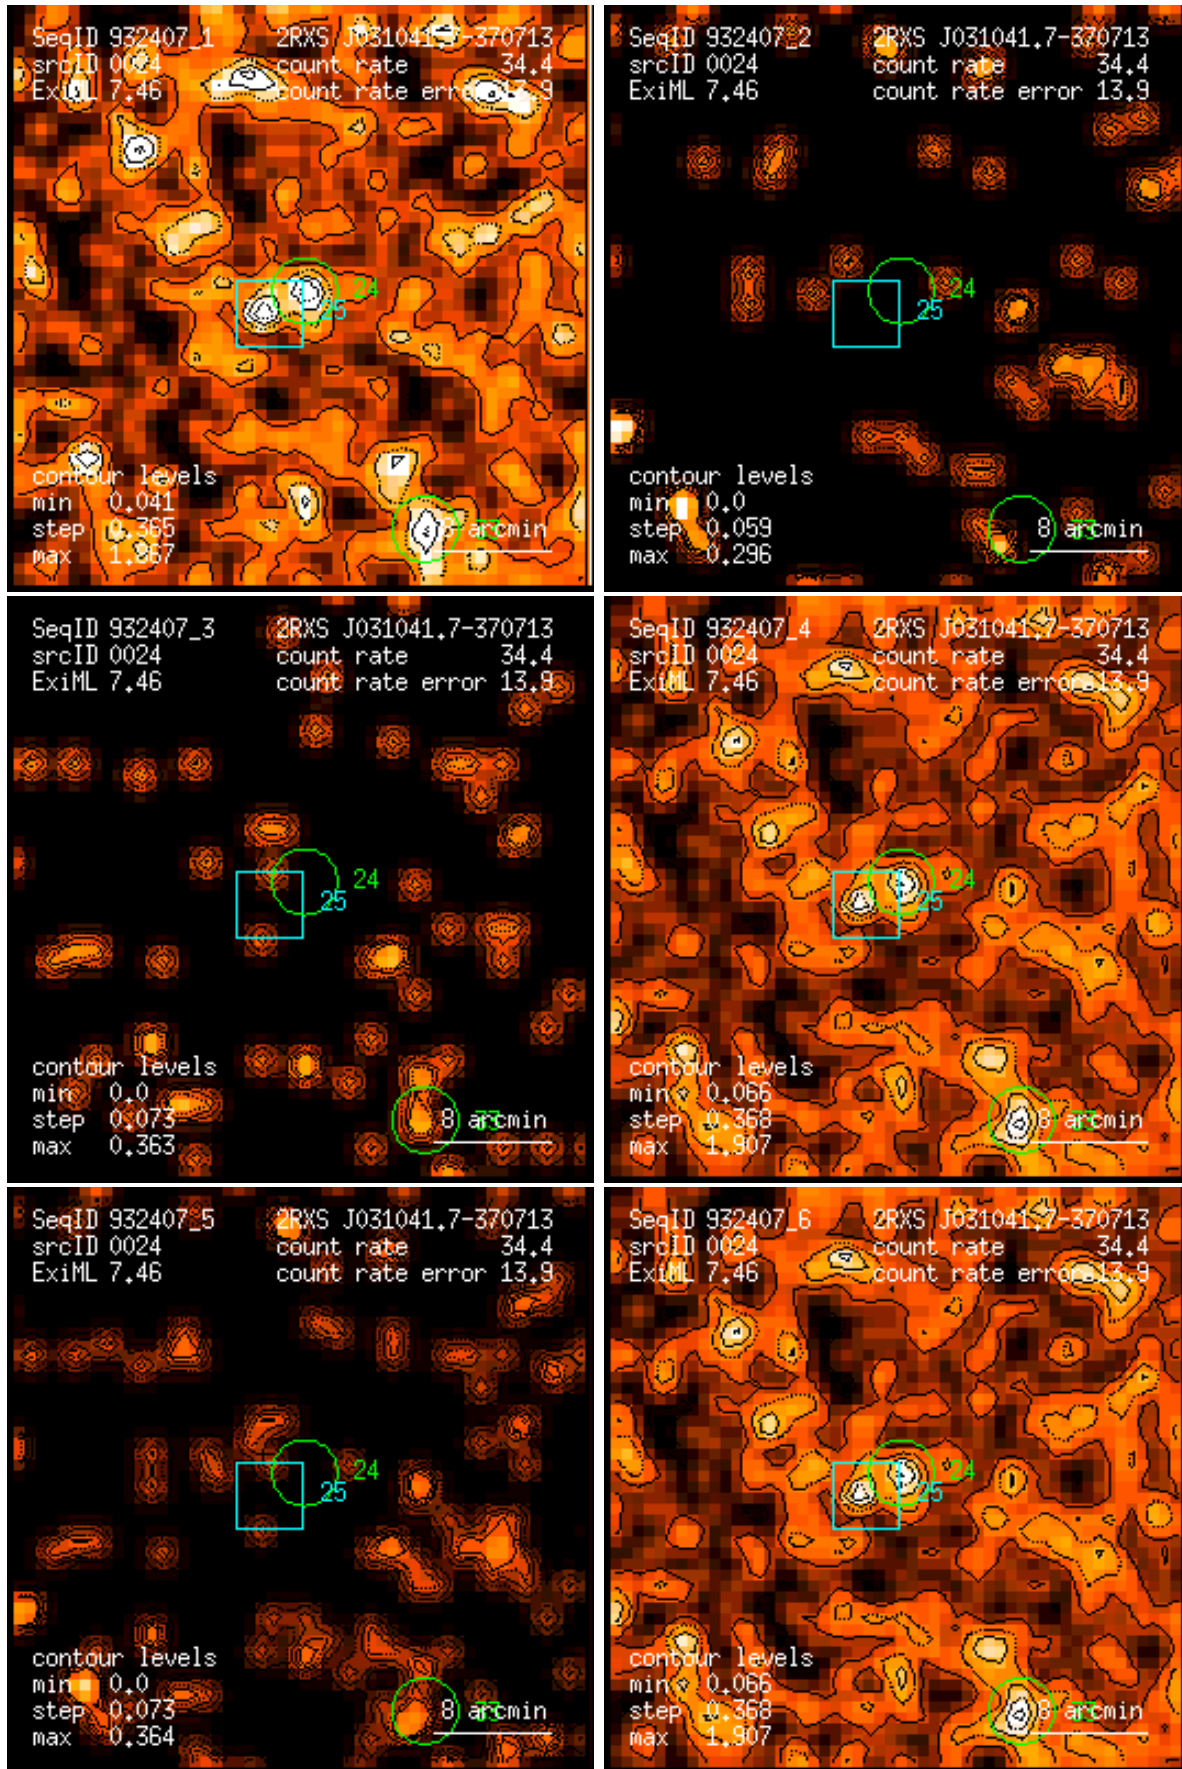 SeqID 932407_1 2RXS J031041.7-370713
srcID 0024 count rate 34.4
ExiML 7.46 count rate error 13.9
24
25
contour levels
min 0.041
step 0.365
max 1.867
8 arcmin
SeqID 932407_2 2RXS J031041.7-370713
srcID 0024 count rate 34.4
ExiML 7.46 count rate error 13.9
24
25
contour levels
min 0.0
step 0.059
max 0.296
8 arcmin
SeqID 932407_3 2RXS J031041.7-370713
srcID 0024 count rate 34.4
ExiML 7.46 count rate error 13.9
24
25
contour levels
min 0.0
step 0.073
max 0.363
8 arcmin
SeqID 932407_4 2RXS J031041.7-370713
srcID 0024 count rate 34.4
ExiML 7.46 count rate error 13.9
24
25
contour levels
min 0.066
step 0.368
max 1.907
8 arcmin
SeqID 932407_5 2RXS J031041.7-370713
srcID 0024 count rate 34.4
ExiML 7.46 count rate error 13.9
24
25
contour levels
min 0.0
step 0.073
max 0.364
8 arcmin
SeqID 932407_6 2RXS J031041.7-370713
srcID 0024 count rate 34.4
ExiML 7.46 count rate error 13.9
24
25
contour levels
min 0.066
step 0.368
max 1.907
8 arcmin